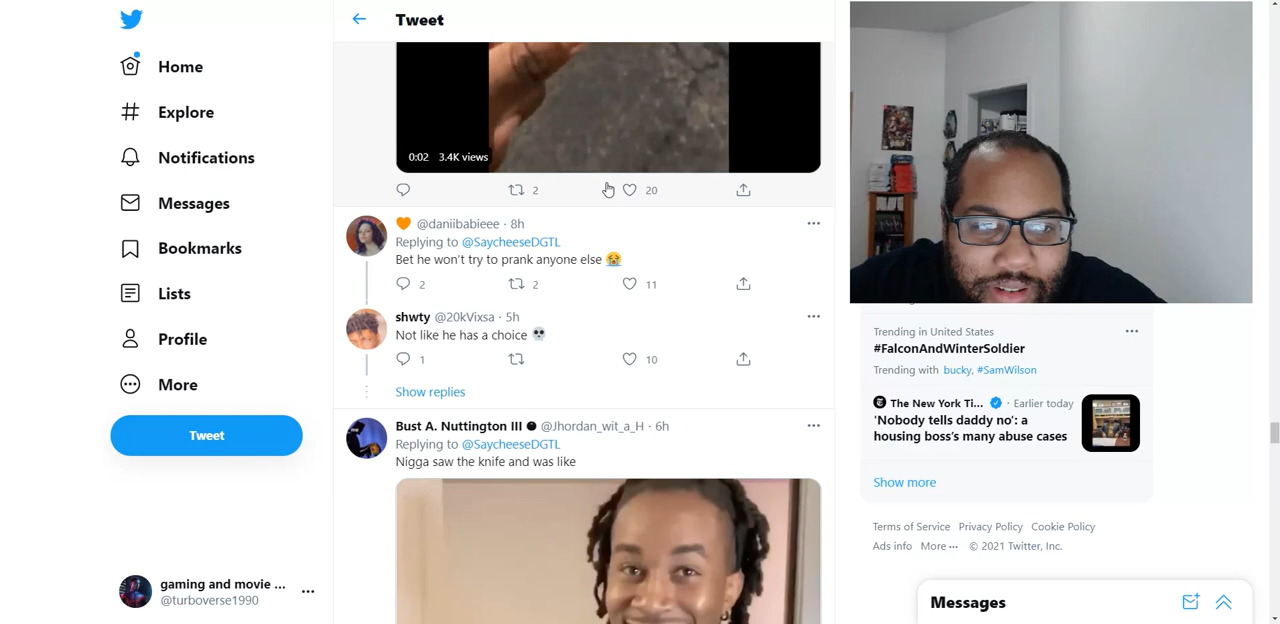 Tweet
Home
Explore
Notifications
Messages
Bookmarks
Lists
Profile
More
Tweet
gaming and movie ...
@turboverse1990
0:02 3.4K views
2 20
🧡 @daniibabieee · 8h
Replying to @SaycheeseDGTL
Bet he won't try to prank anyone else 😭
2 2 11
shwty @20kVixsa · 5h
Not like he has a choice 💀
1 10
Show replies
Bust A. Nuttington III @Jhordan_wit_a_H · 6h
Replying to @SaycheeseDGTL
Nigga saw the knife and was like
Trending in United States
#FalconAndWinterSoldier
Trending with bucky, #SamWilson
The New York Ti... · Earlier today
'Nobody tells daddy no': a
housing boss's many abuse cases
Show more
Terms of Service Privacy Policy Cookie Policy
Ads info More ··· © 2021 Twitter, Inc.
Messages